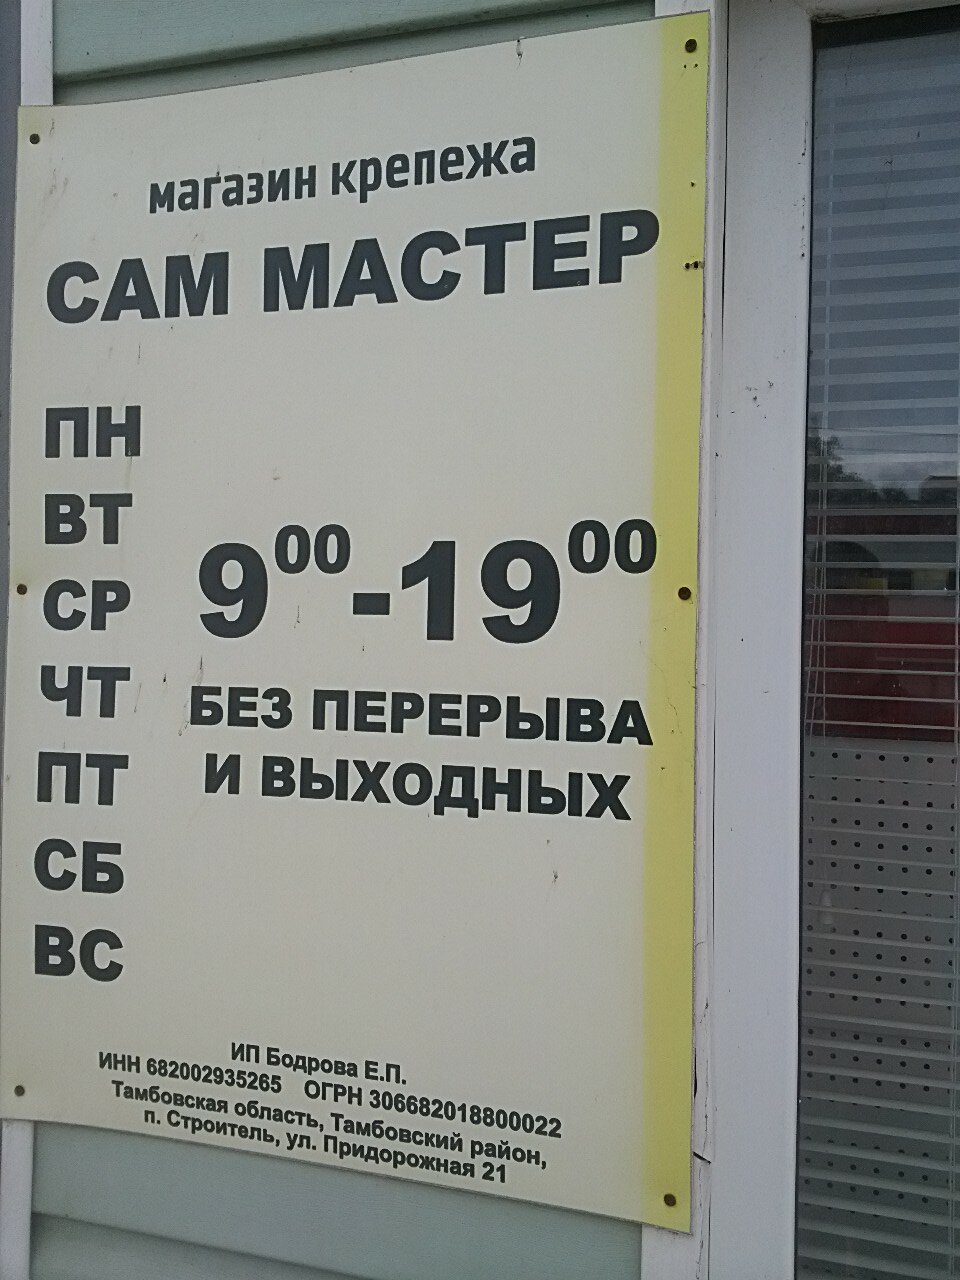 магазин крепежа
САМ МАСТЕР
ПН
ВТ
СР
ЧТ
ПТ
СБ
ВС
9⁰⁰-19⁰⁰
БЕЗ ПЕРЕРЫВА
И ВЫХОДНЫХ
ИП Бодрова Е.П.
ИНН 682002935265 ОГРН 306682018800022
Тамбовская область, Тамбовский район,
п. Строитель, ул. Придорожная 21